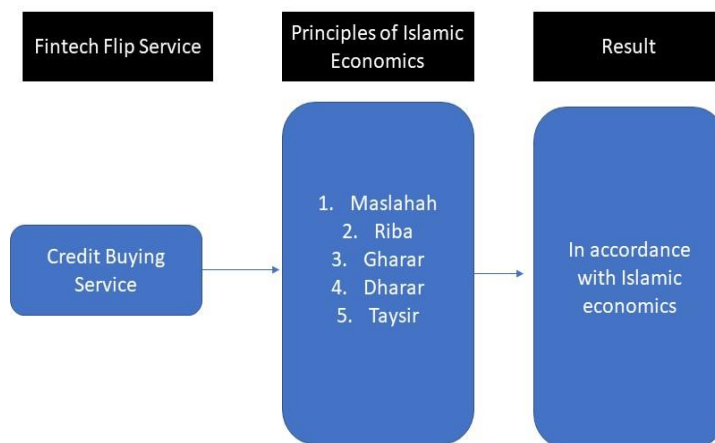 Fintech Flip Service
Principles of Islamic
Economics
Result
Credit Buying
Service
1. Maslahah
2. Riba
3. Gharar
4. Dharar
5. Taysir
In accordance
with Islamic
economics